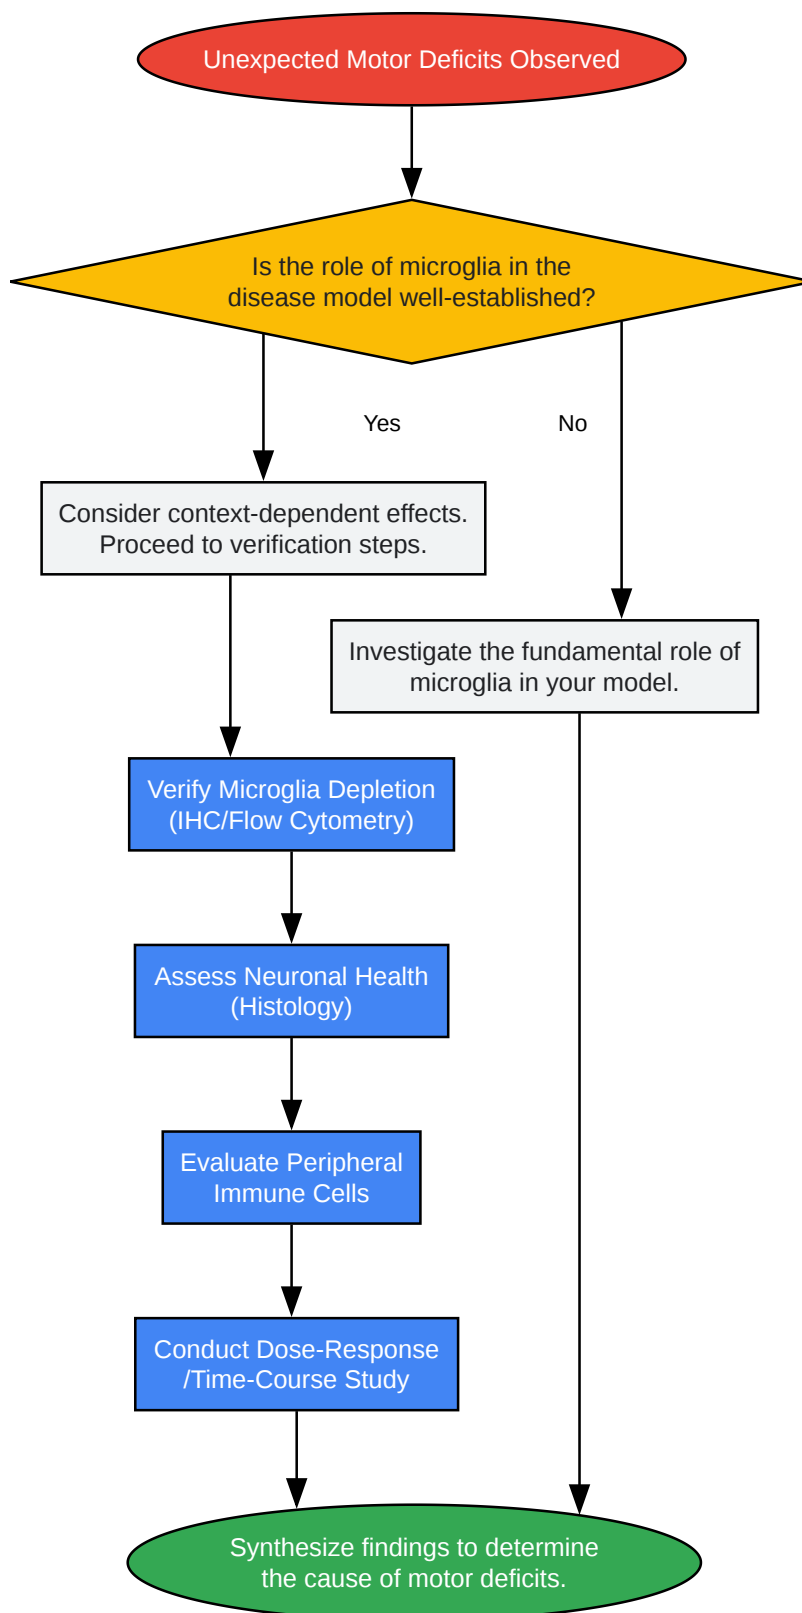 Unexpected Motor Deficits Observed
Is the role of microglia in the
disease model well-established?
Yes
No
Consider context-dependent effects.
Proceed to verification steps.
Investigate the fundamental role of
microglia in your model.
Verify Microglia Depletion
(IHC/Flow Cytometry)
Assess Neuronal Health
(Histology)
Evaluate Peripheral
Immune Cells
Conduct Dose-Response
/Time-Course Study
Synthesize findings to determine
the cause of motor deficits.